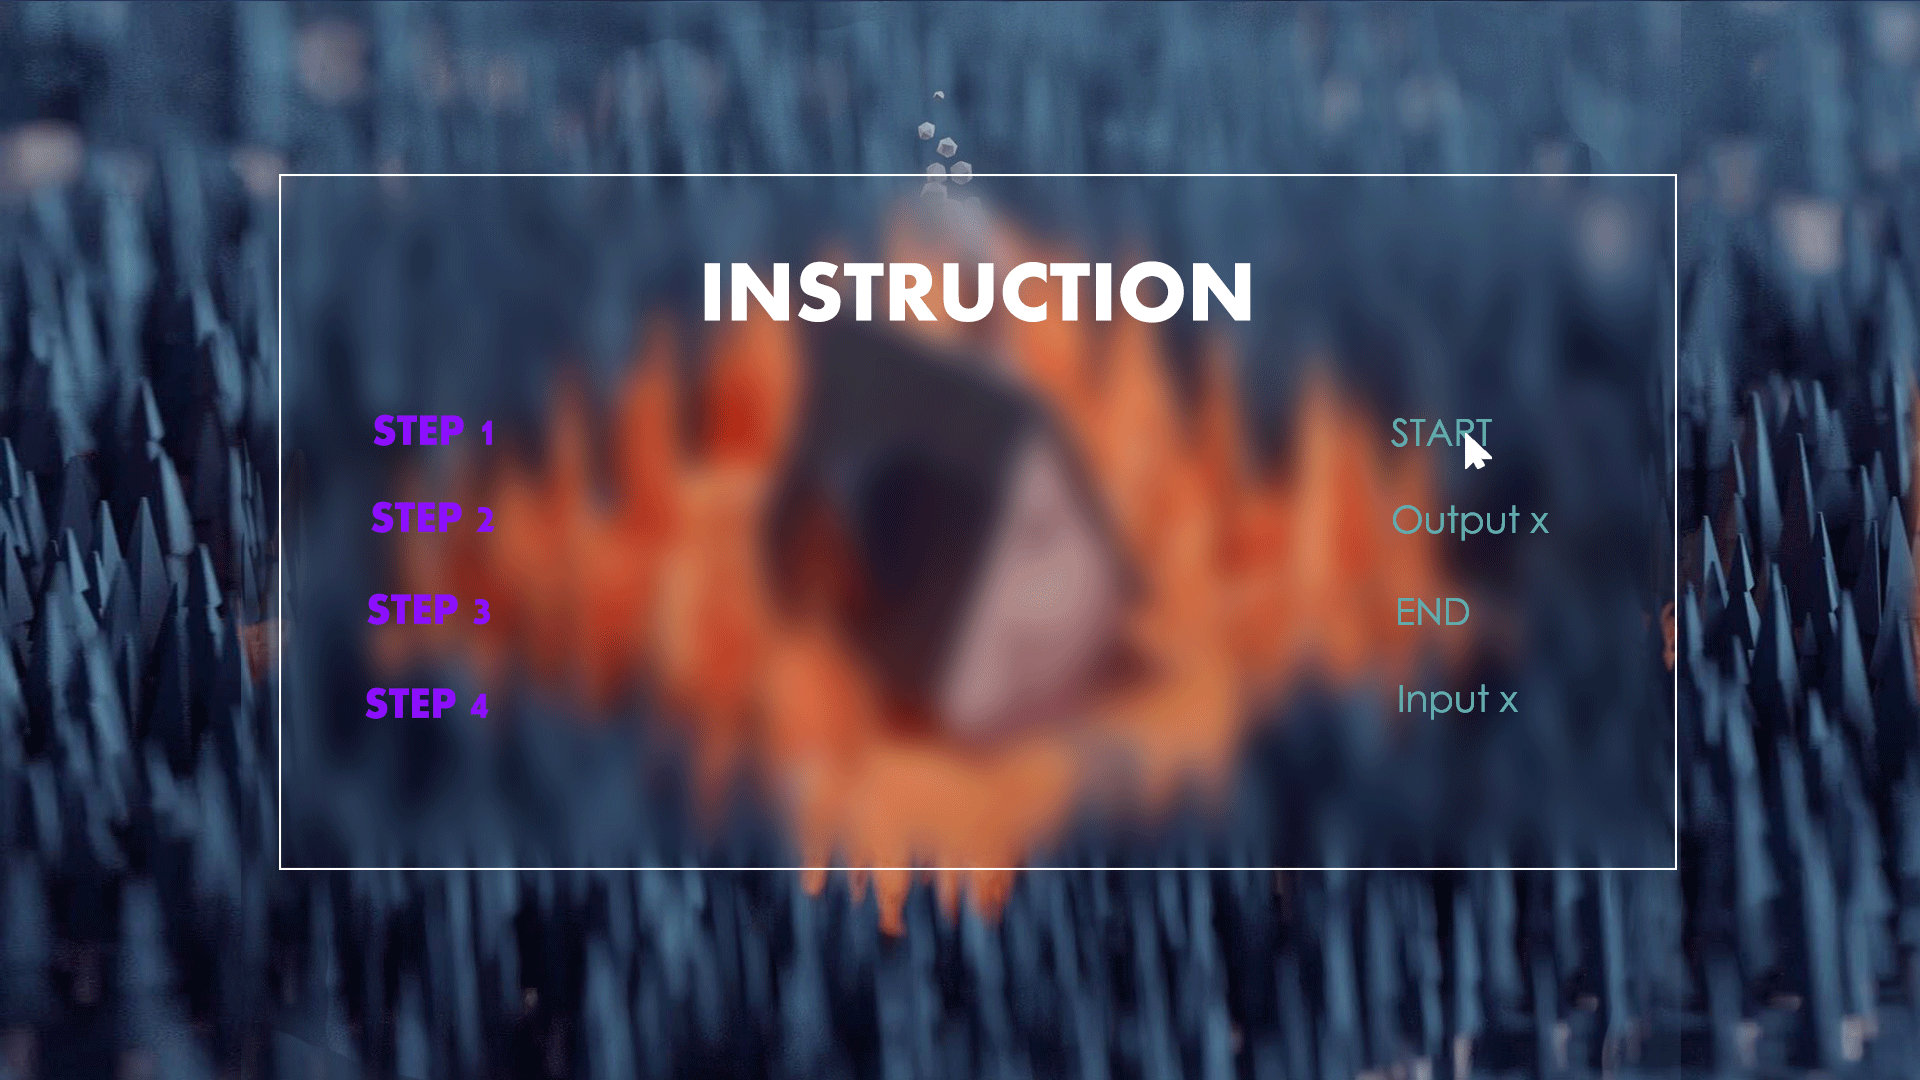 INSTRUCTION
STEP 1 START
STEP 2 Output x
STEP 3 END
STEP 4 Input x